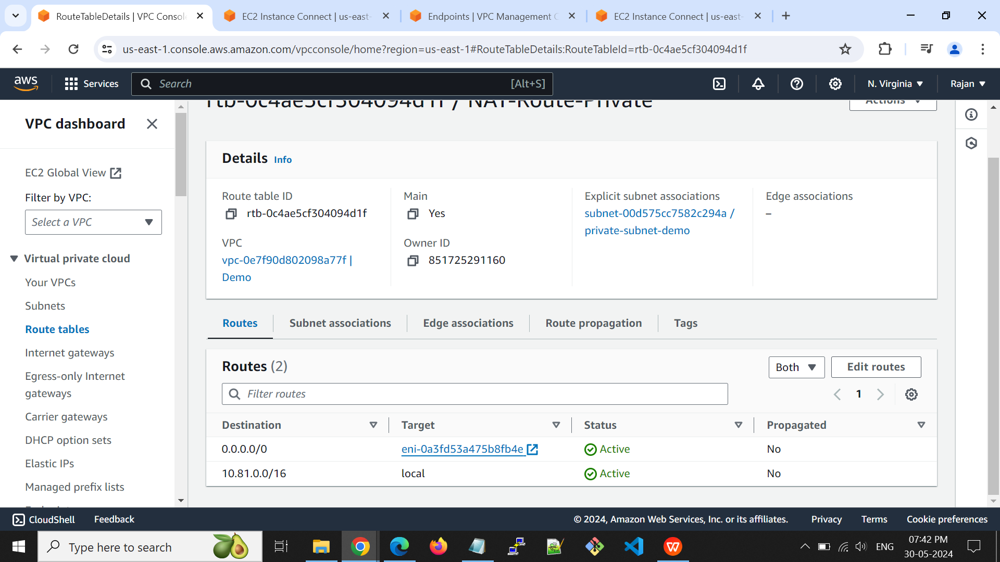 RouteTableDetails | VPC Consol
EC2 Instance Connect | us-east-
Endpoints | VPC Management C
EC2 Instance Connect | us-east-
us-east-1.console.aws.amazon.com/vpcconsole/home?region=us-east-1#RouteTableDetails:RouteTableId=rtb-0c4ae5cf304094d1f
aws
Services
Search
[Alt+S]
N. Virginia
Rajan
rtb-0c4ae5cf304094d1f / NAT-Route-Private
Actions
VPC dashboard
EC2 Global View
Filter by VPC:
Select a VPC
Virtual private cloud
Your VPCs
Subnets
Route tables
Internet gateways
Egress-only Internet
gateways
Carrier gateways
DHCP option sets
Elastic IPs
Managed prefix lists
Details Info
Route table ID
rtb-0c4ae5cf304094d1f
VPC
vpc-0e7f90d802098a77f |
Demo
Main
Yes
Owner ID
851725291160
Explicit subnet associations
subnet-00d575cc7582c294a /
private-subnet-demo
Edge associations
–
Routes
Subnet associations
Edge associations
Route propagation
Tags
Routes (2)
Both
Edit routes
Filter routes
1
Destination Target Status Propagated
0.0.0.0/0 eni-0a3fd53a475b8fb4e Active No
10.81.0.0/16 local Active No
CloudShell
Feedback
© 2024, Amazon Web Services, Inc. or its affiliates.
Privacy
Terms
Cookie preferences
Type here to search
ENG
07:42 PM
30-05-2024